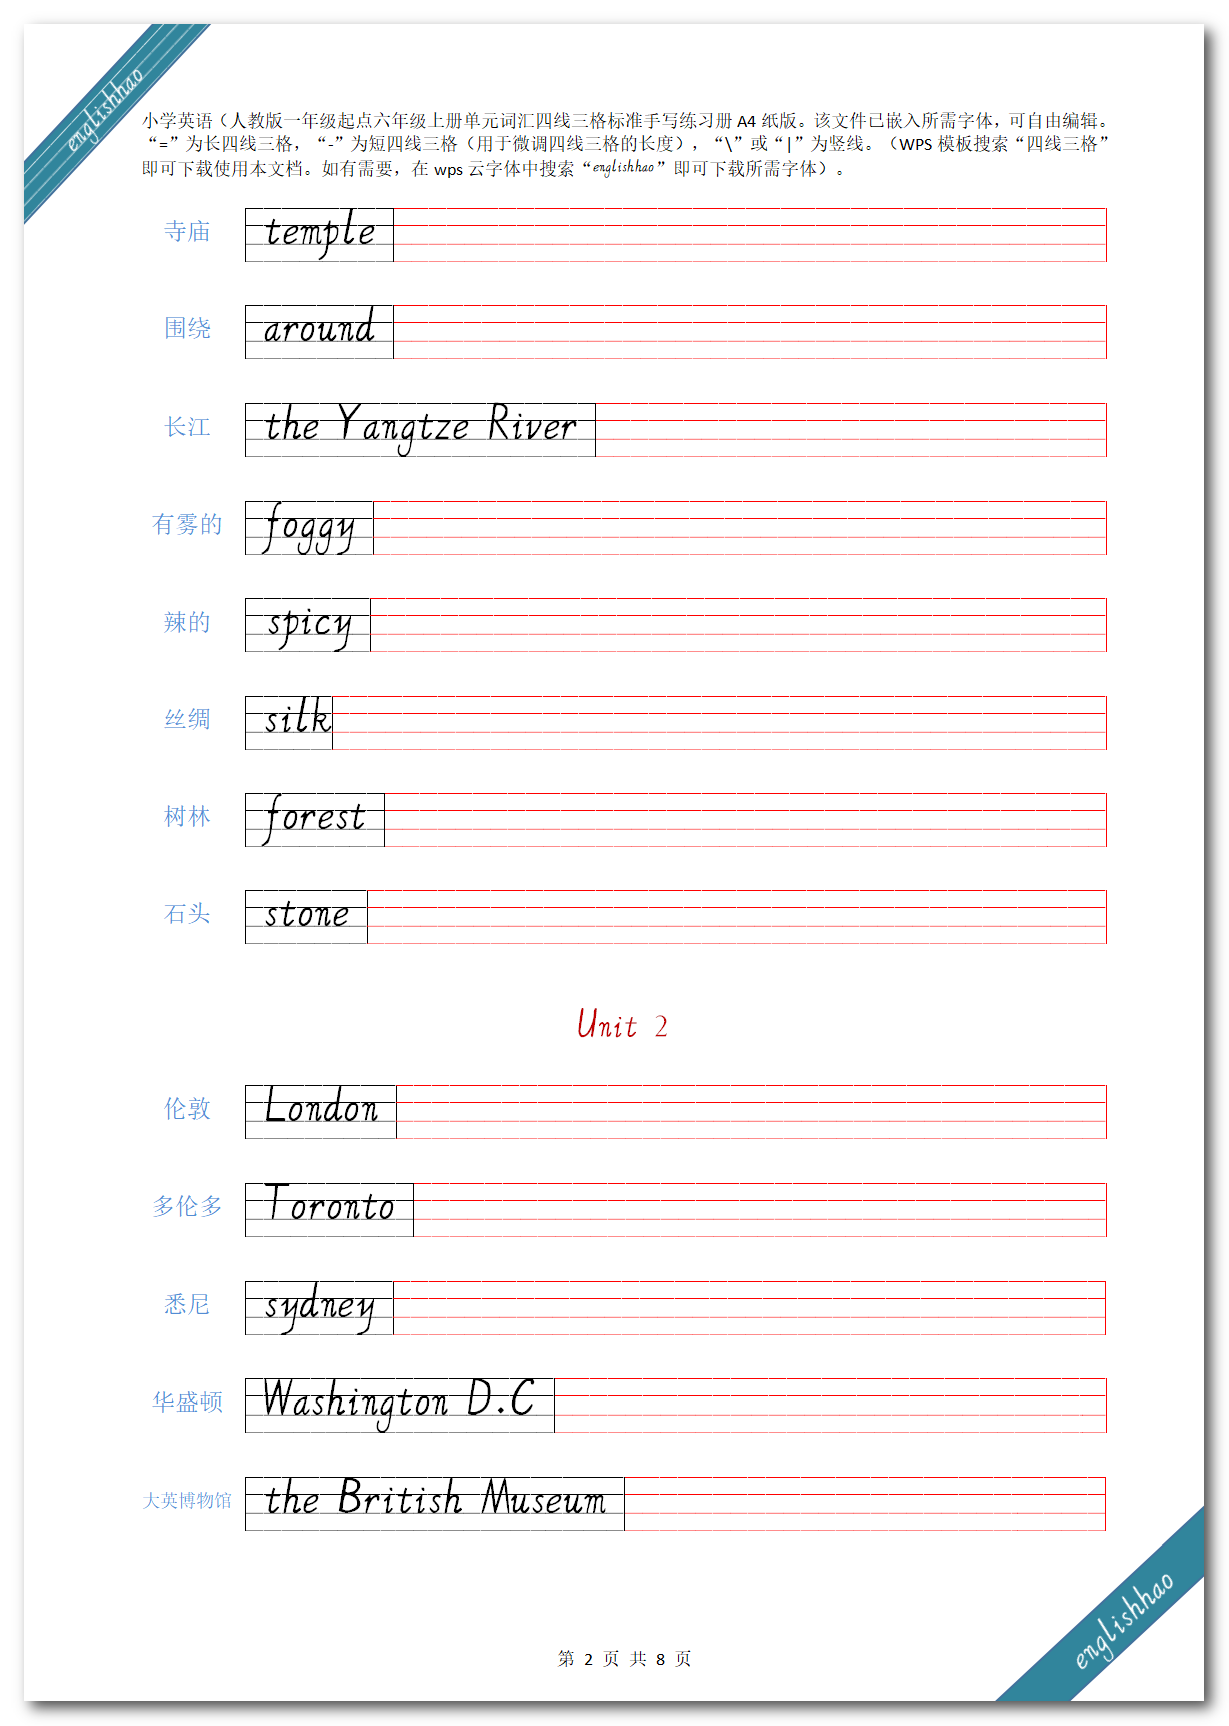 englishhao
小学英语（人教版一年级起点六年级上册单元词汇四线三格标准手写练习册 A4 纸版。该文件已嵌入所需字体，可自由编辑。
“=”为长四线三格，“-”为短四线三格（用于微调四线三格的长度），“\”或“|”为竖线。（WPS 模板搜索“四线三格”
即可下载使用本文档。如有需要，在 wps 云字体中搜索“englishhao”即可下载所需字体）。
寺庙 temple
围绕 around
长江 the Yangtze River
有雾的 foggy
辣的 spicy
丝绸 silk
树林 forest
石头 stone
Unit 2
伦敦 London
多伦多 Toronto
悉尼 sydney
华盛顿 Washington D.C
大英博物馆 the British Museum
englishhao
第 2 页 共 8 页